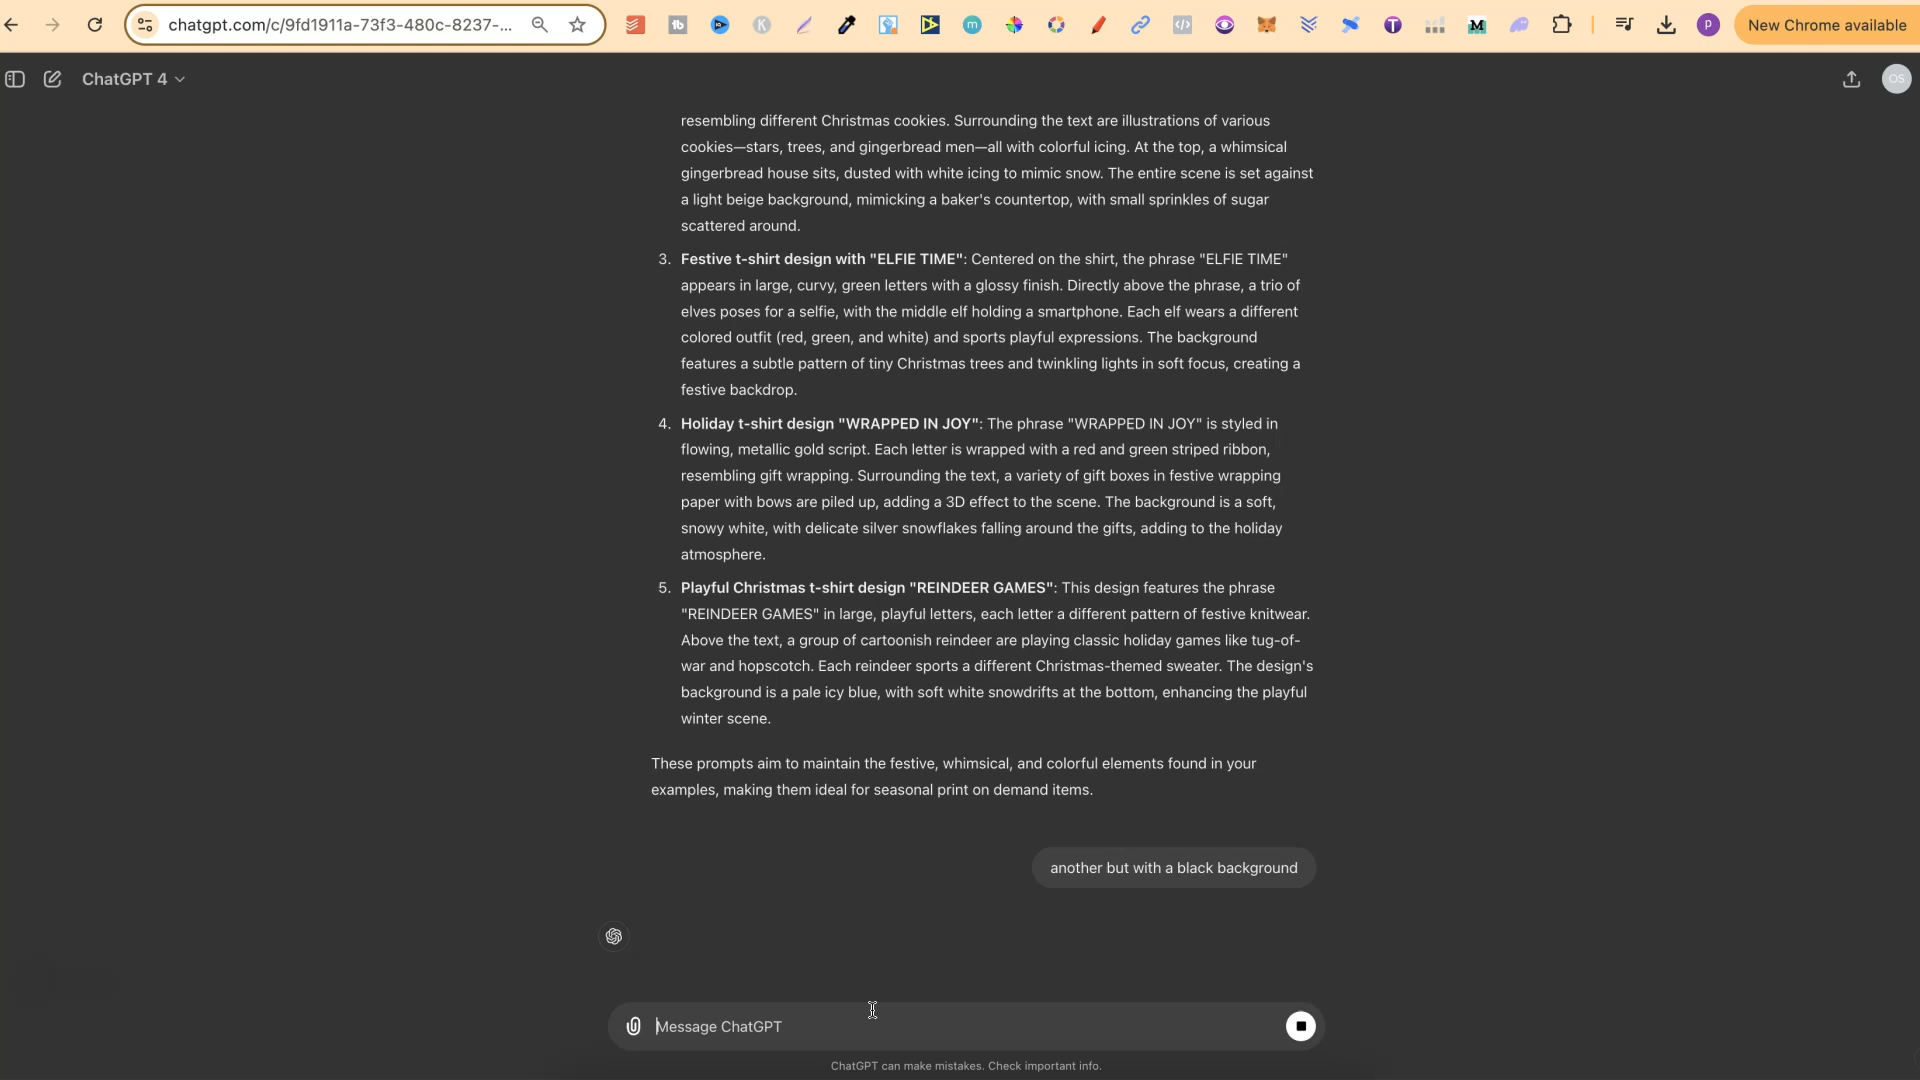 chatgpt.com/c/9fd1911a-73f3-480c-8237-...
New Chrome available
ChatGPT 4
OS
resembling different Christmas cookies. Surrounding the text are illustrations of various
cookies—stars, trees, and gingerbread men—all with colorful icing. At the top, a whimsical
gingerbread house sits, dusted with white icing to mimic snow. The entire scene is set against
a light beige background, mimicking a baker's countertop, with small sprinkles of sugar
scattered around.
3. Festive t-shirt design with "ELFIE TIME": Centered on the shirt, the phrase "ELFIE TIME"
appears in large, curvy, green letters with a glossy finish. Directly above the phrase, a trio of
elves poses for a selfie, with the middle elf holding a smartphone. Each elf wears a different
colored outfit (red, green, and white) and sports playful expressions. The background
features a subtle pattern of tiny Christmas trees and twinkling lights in soft focus, creating a
festive backdrop.
4. Holiday t-shirt design "WRAPPED IN JOY": The phrase "WRAPPED IN JOY" is styled in
flowing, metallic gold script. Each letter is wrapped with a red and green striped ribbon,
resembling gift wrapping. Surrounding the text, a variety of gift boxes in festive wrapping
paper with bows are piled up, adding a 3D effect to the scene. The background is a soft,
snowy white, with delicate silver snowflakes falling around the gifts, adding to the holiday
atmosphere.
5. Playful Christmas t-shirt design "REINDEER GAMES": This design features the phrase
"REINDEER GAMES" in large, playful letters, each letter a different pattern of festive knitwear.
Above the text, a group of cartoonish reindeer are playing classic holiday games like tug-of-
war and hopscotch. Each reindeer sports a different Christmas-themed sweater. The design's
background is a pale icy blue, with soft white snowdrifts at the bottom, enhancing the playful
winter scene.
These prompts aim to maintain the festive, whimsical, and colorful elements found in your
examples, making them ideal for seasonal print on demand items.
another but with a black background
Message ChatGPT
ChatGPT can make mistakes. Check important info.